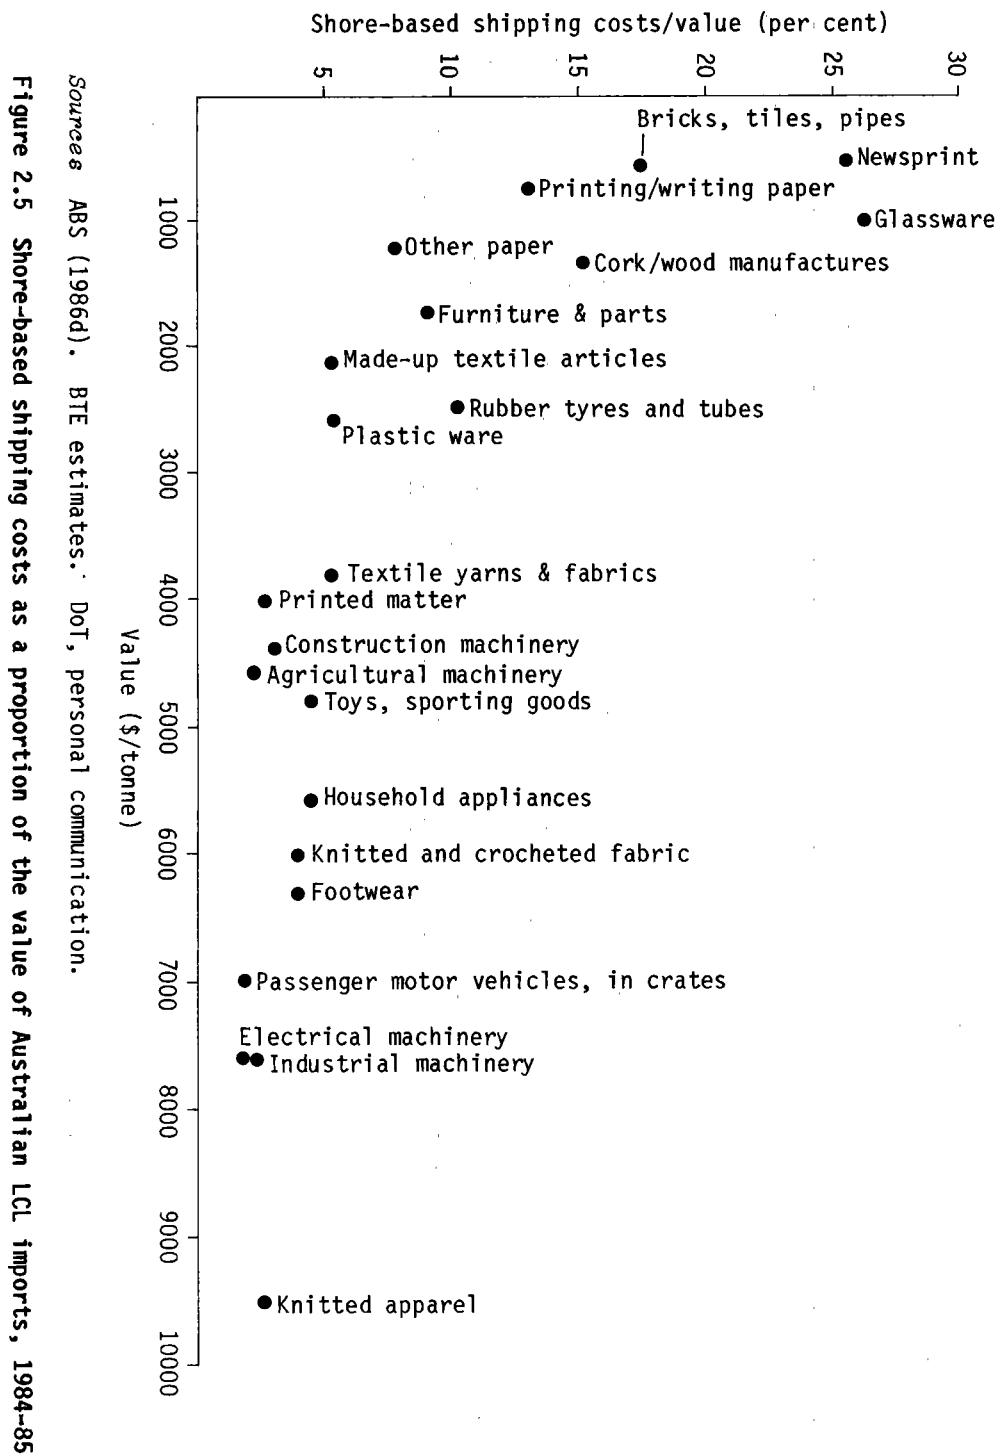 Shore-based shipping costs/value (per cent)
30
25
20
15
10
5
Bricks, tiles, pipes
Newsprint
Printing/writing paper
Glassware
Other paper
Cork/wood manufactures
Furniture & parts
Made-up textile articles
Rubber tyres and tubes
Plastic ware
Textile yarns & fabrics
Printed matter
Construction machinery
Agricultural machinery
Toys, sporting goods
Household appliances
Knitted and crocheted fabric
Footwear
Passenger motor vehicles, in crates
Electrical machinery
Industrial machinery
Knitted apparel
1000
2000
3000
4000
5000
6000
7000
8000
9000
10000
Value ($/tonne)
Sources ABS (1986d). BTE estimates. DoT, personal communication.
Figure 2.5 Shore-based shipping costs as a proportion of the value of Australian LCL imports, 1984-85